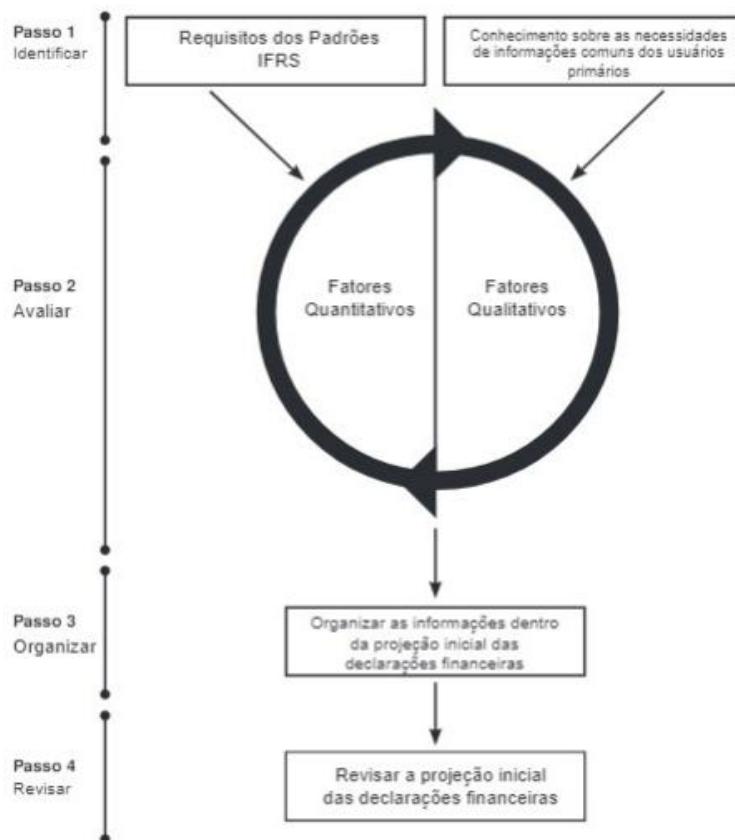 Passo 1
Identificar
Requisitos dos Padrões
IFRS
Conhecimento sobre as necessidades
de informações comuns dos usuários
primários
Passo 2
Avaliar
Fatores
Quantitativos
Fatores
Qualitativos
Passo 3
Organizar
Organizar as informações dentro
da projeção inicial das
declarações financeiras
Passo 4
Revisar
Revisar a projeção inicial
das declarações financeiras